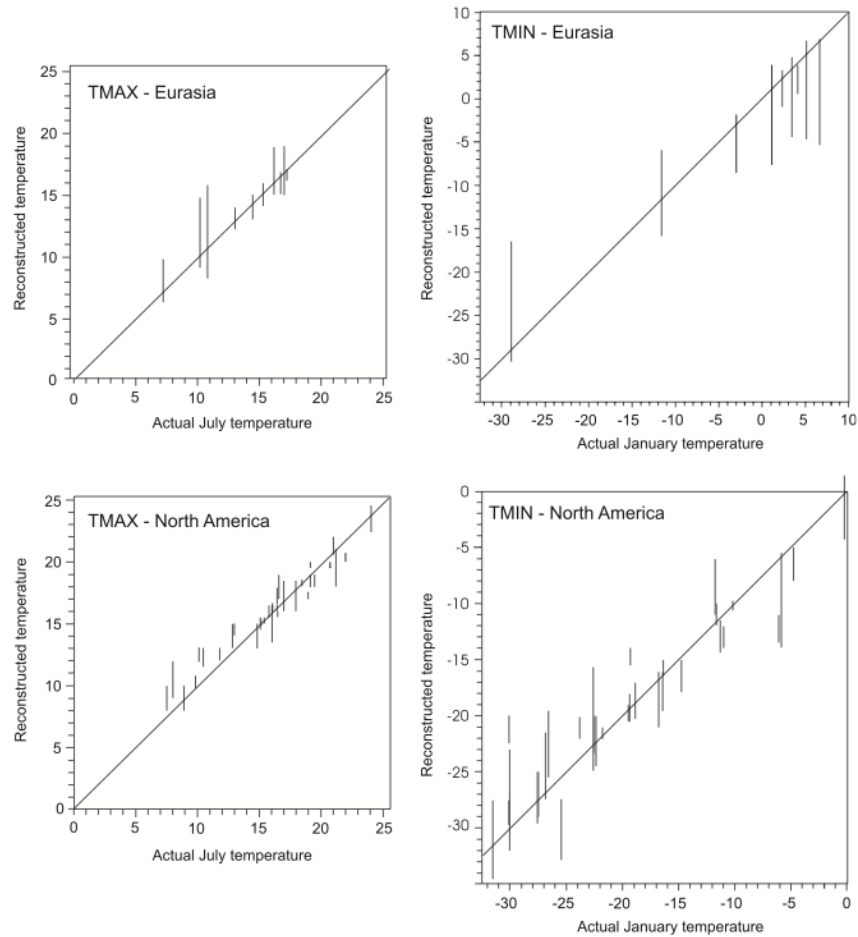 TMAX - Eurasia
Reconstructed temperature
25
20
15
10
5
0
0 5 10 15 20 25
Actual July temperature
TMIN - Eurasia
Reconstructed temperature
10
5
0
-5
-10
-15
-20
-25
-30
-30 -25 -20 -15 -10 -5 0 5 10
Actual January temperature
TMAX - North America
Reconstructed temperature
25
20
15
10
5
0
0 5 10 15 20 25
Actual July temperature
TMIN - North America
Reconstructed temperature
0
-5
-10
-15
-20
-25
-30
-30 -25 -20 -15 -10 -5 0
Actual January temperature